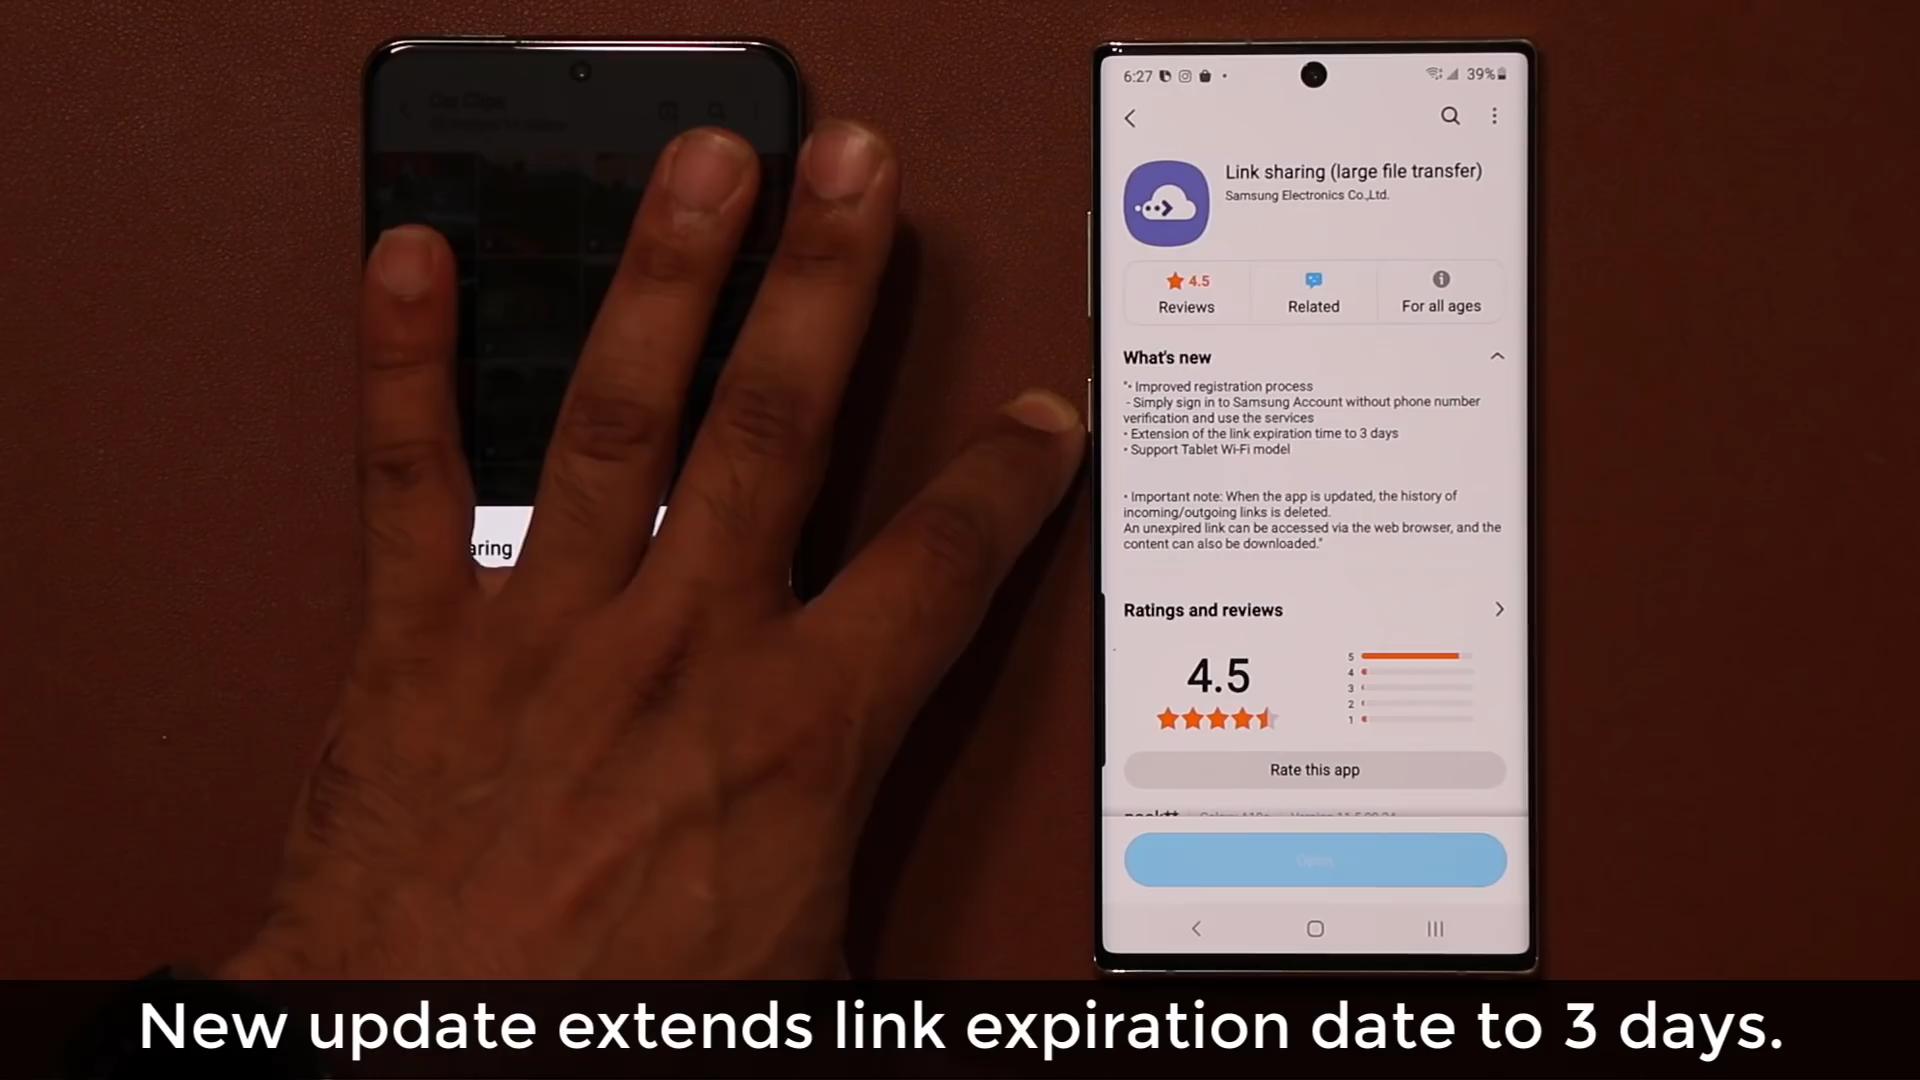 aring
6:27
39%
Link sharing (large file transfer)
Samsung Electronics Co.,Ltd.
4.5
Reviews
Related
For all ages
What's new
"• Improved registration process
- Simply sign in to Samsung Account without phone number
verification and use the services
• Extension of the link expiration time to 3 days
• Support Tablet Wi-Fi model
• Important note: When the app is updated, the history of
incoming/outgoing links is deleted.
An unexpired link can be accessed via the web browser, and the
content can also be downloaded."
Ratings and reviews
4.5
5
4
3
2
1
Rate this app
Open
New update extends link expiration date to 3 days.